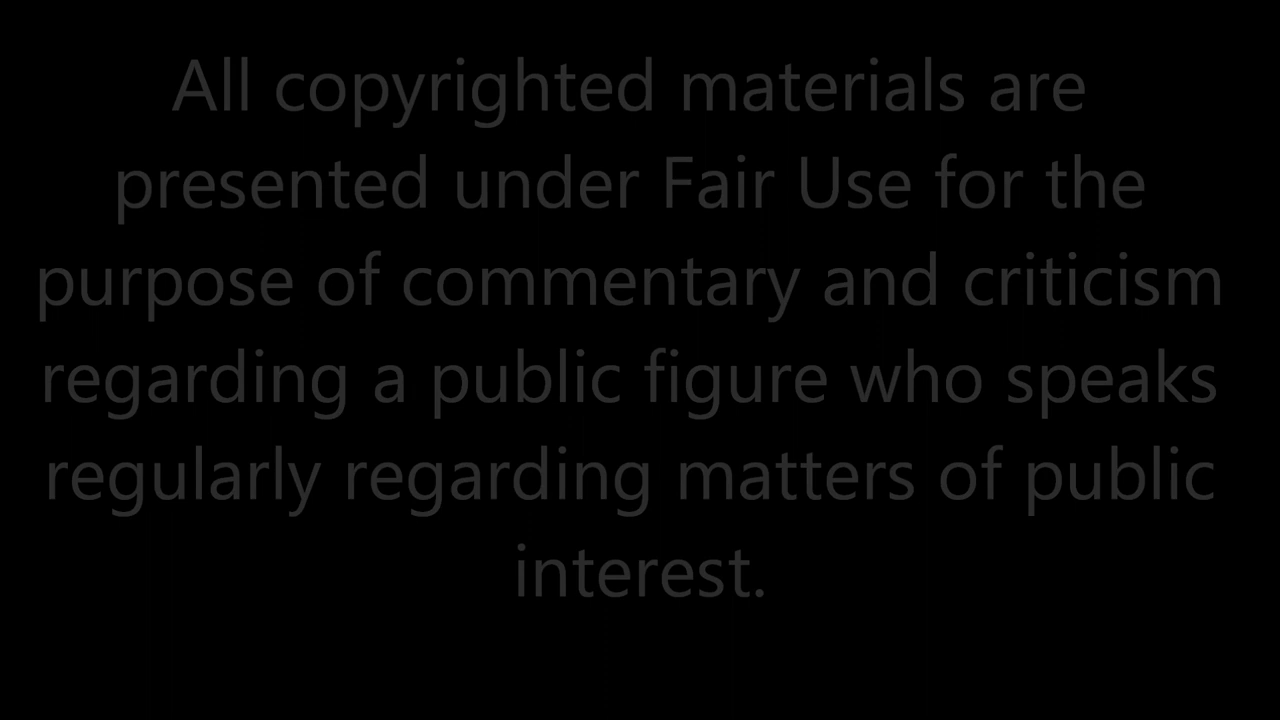 All copyrighted materials are
presented under Fair Use for the
purpose of commentary and criticism
regarding a public figure who speaks
regularly regarding matters of public
interest.